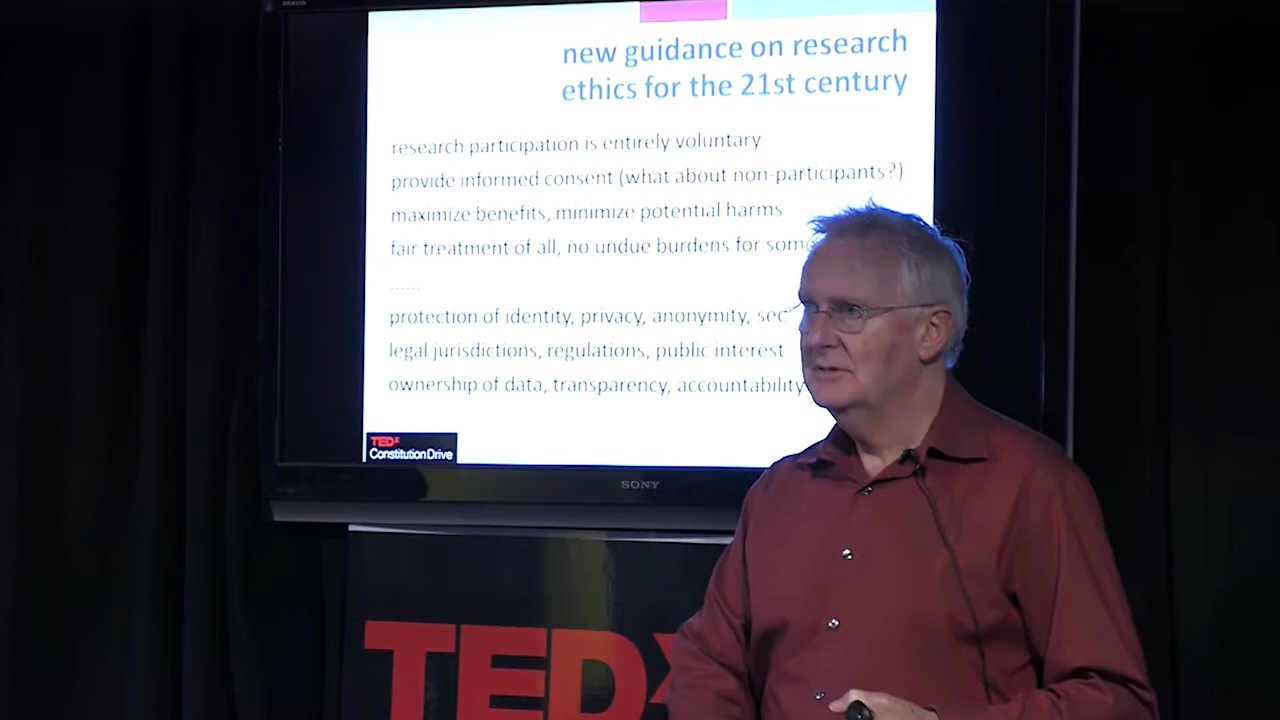 BRAVIA
new guidance on research
ethics for the 21st century
research participation is entirely voluntary
provide informed consent (what about non-participants?)
maximize benefits, minimize potential harms
fair treatment of all, no undue burdens for
......
protection of identity, privacy, anonymity,
legal jurisdictions, regulations, public interest
ownership of data, transparency, accountability
TEDx
ConstitutionDrive
SONY
TEDx